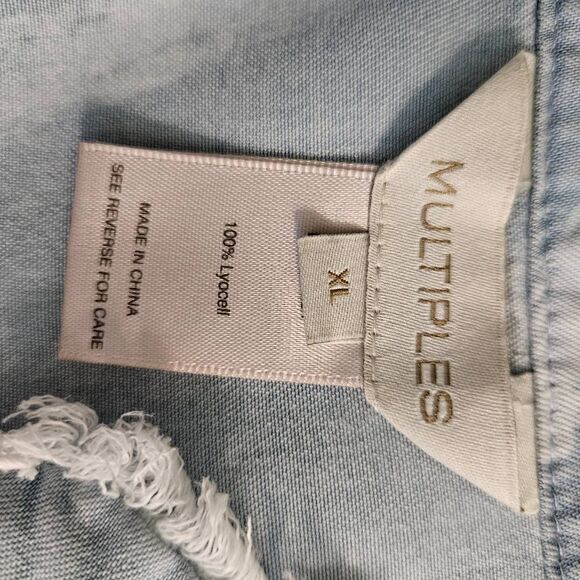 MULTIPLES
XL
100% Lyocell
MADE IN CHINA
SEE REVERSE FOR CARE